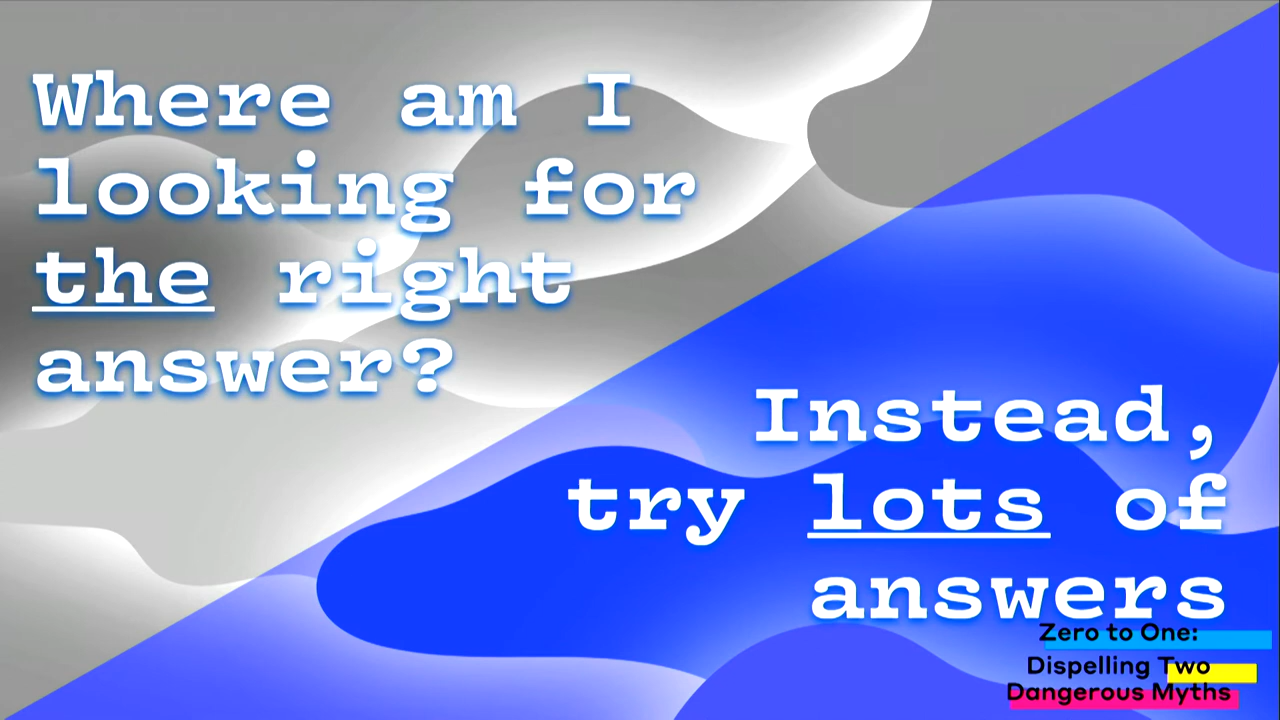 Where am I
looking for
the right
answer?
Instead,
try lots of
answers
Zero to One:
Dispelling Two
Dangerous Myths